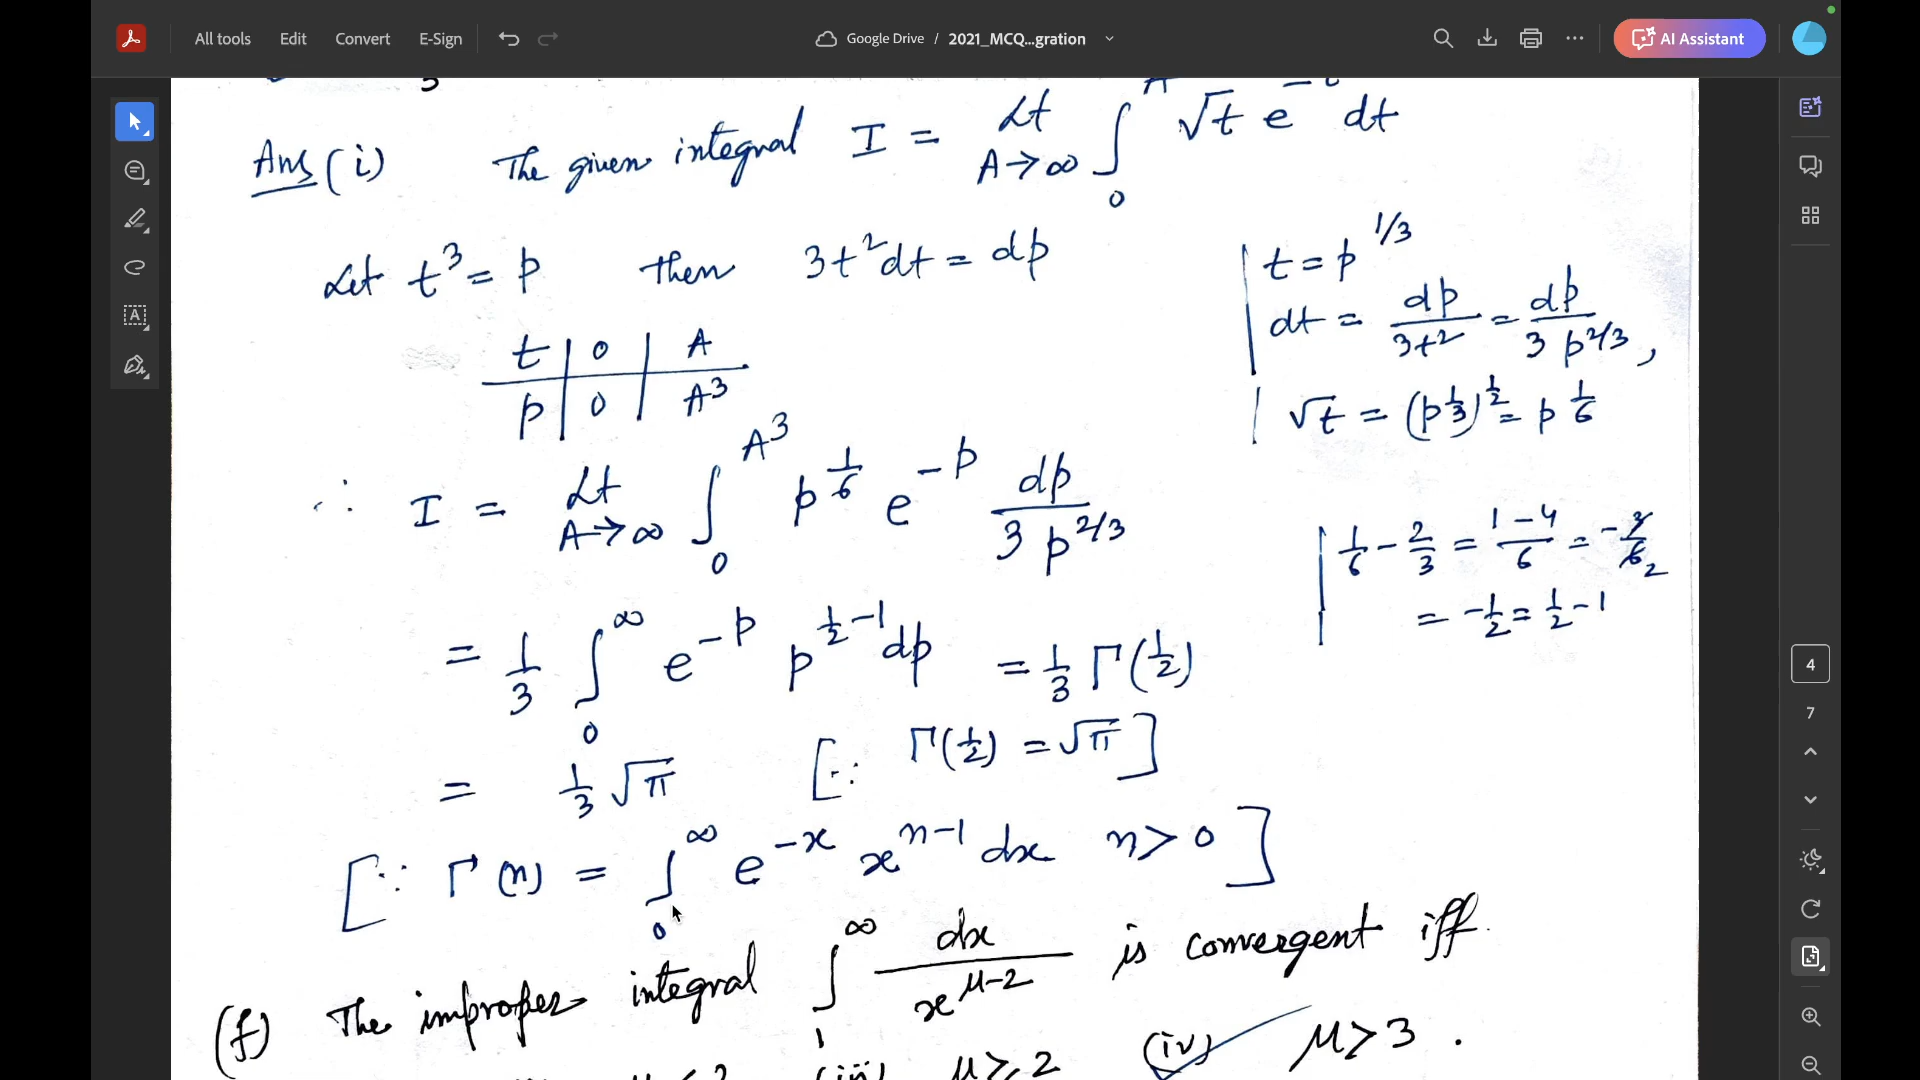 All tools Edit Convert E-Sign Google Drive / 2021_MCQ...gration AI Assistant
3
Ans (i) The given integral I = Lt A→∞ ∫_0^A √t e dt
Let t³ = p then 3t² dt = dp
t = p^{1/3}
dt = dp/3t² = dp/3p^{2/3},
t | 0 | A
p | 0 | A³
√t = (p^{1/3})^{1/2} = p^{1/6}
∴ I = Lt A→∞ ∫_0^{A³} p^{1/6} e^{-p} dp/3p^{2/3}
1/6 - 2/3 = (1-4)/6 = -3/6 2
= -1/2 = 1/2 - 1
= 1/3 ∫_0^∞ e^{-p} p^{1/2-1} dp = 1/3 Γ(1/2)
= 1/3 √π [∵ Γ(1/2) = √π]
[∵ Γ(n) = ∫_0^∞ e^{-x} x^{n-1} dx n > 0]
(f) The improper integral ∫_1^∞ dx/x^{μ-2} is convergent iff.
(iii) μ ≥ 2 (iv) μ > 3 .
4
7